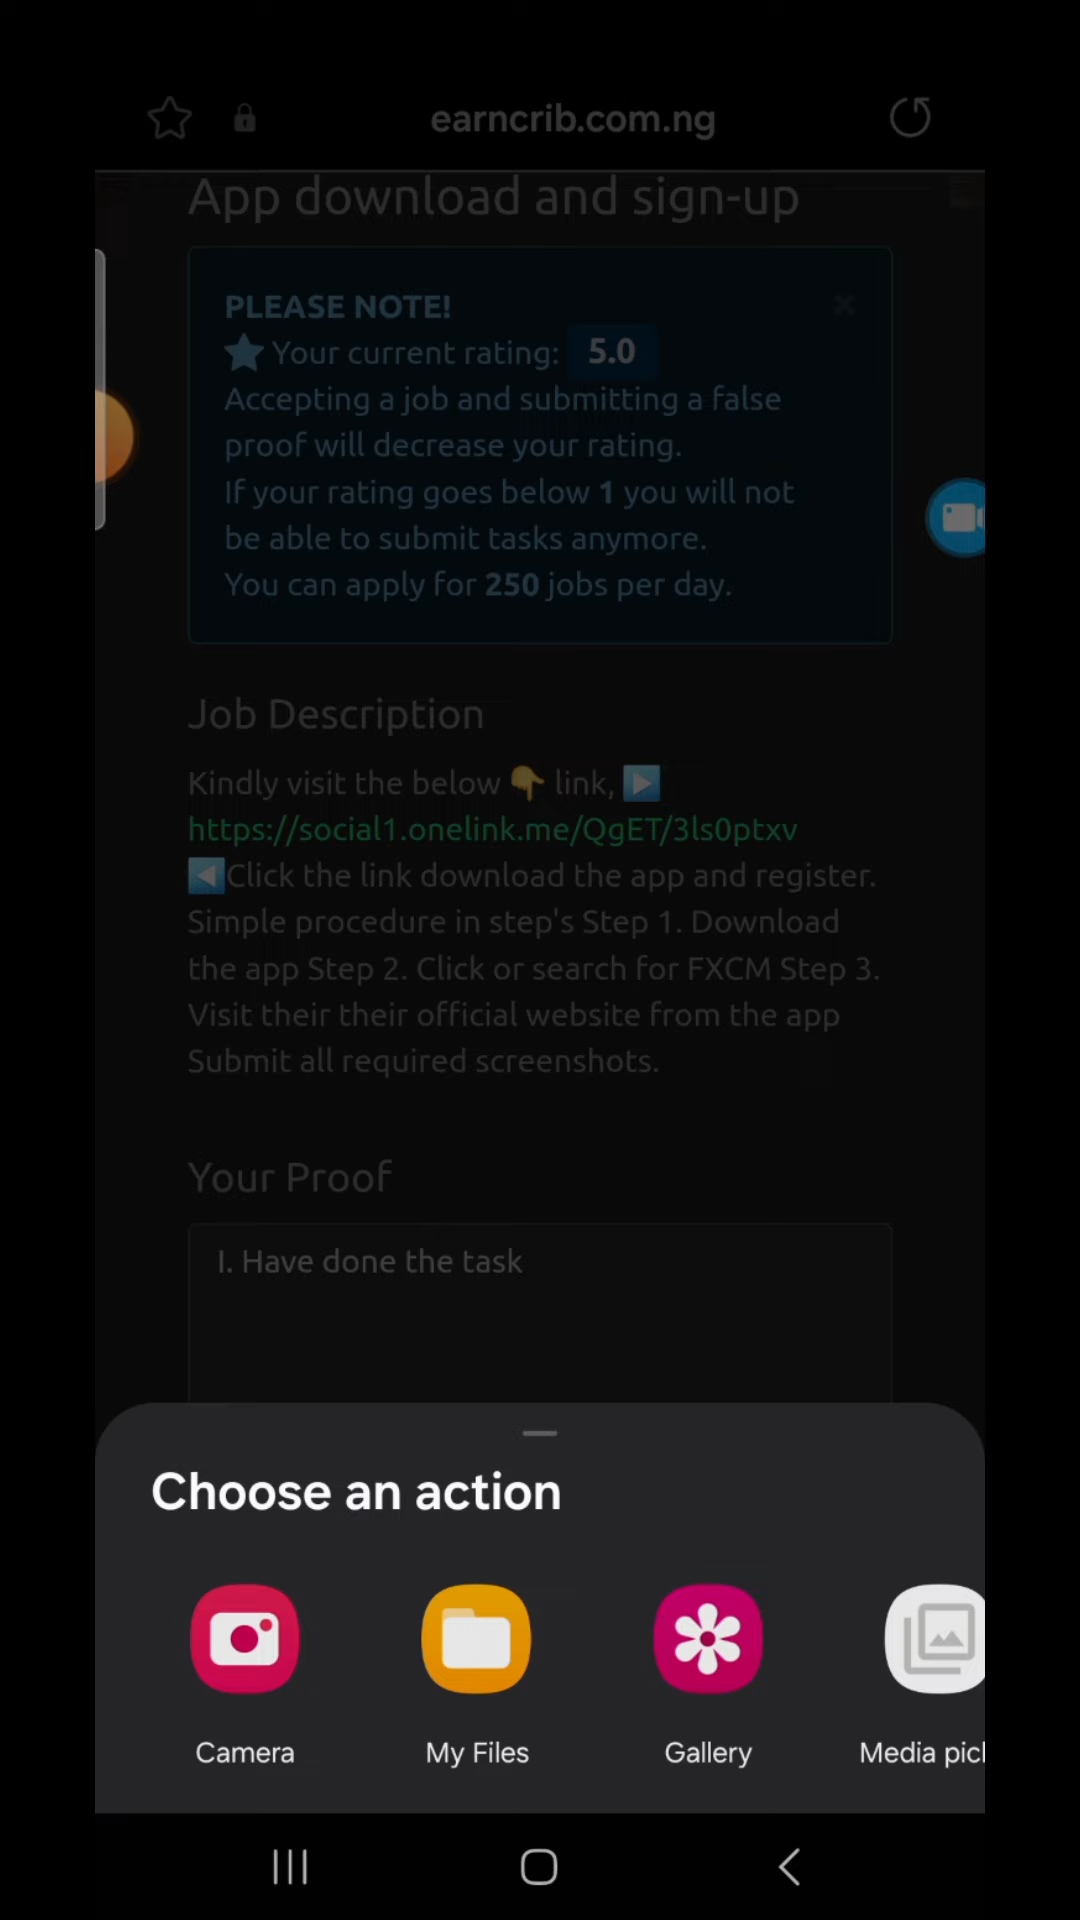 earncrib.com.ng
App download and sign-up
PLEASE NOTE!
Your current rating: 5.0
Accepting a job and submitting a false
proof will decrease your rating.
If your rating goes below 1 you will not
be able to submit tasks anymore.
You can apply for 250 jobs per day.
Job Description
Kindly visit the below 👇 link, ▶️
https://social1.onelink.me/QgET/3ls0ptxv
◀️Click the link download the app and register.
Simple procedure in step's Step 1. Download
the app Step 2. Click or search for FXCM Step 3.
Visit their their official website from the app
Submit all required screenshots.
Your Proof
I. Have done the task
Choose an action
Camera
My Files
Gallery
Media pic